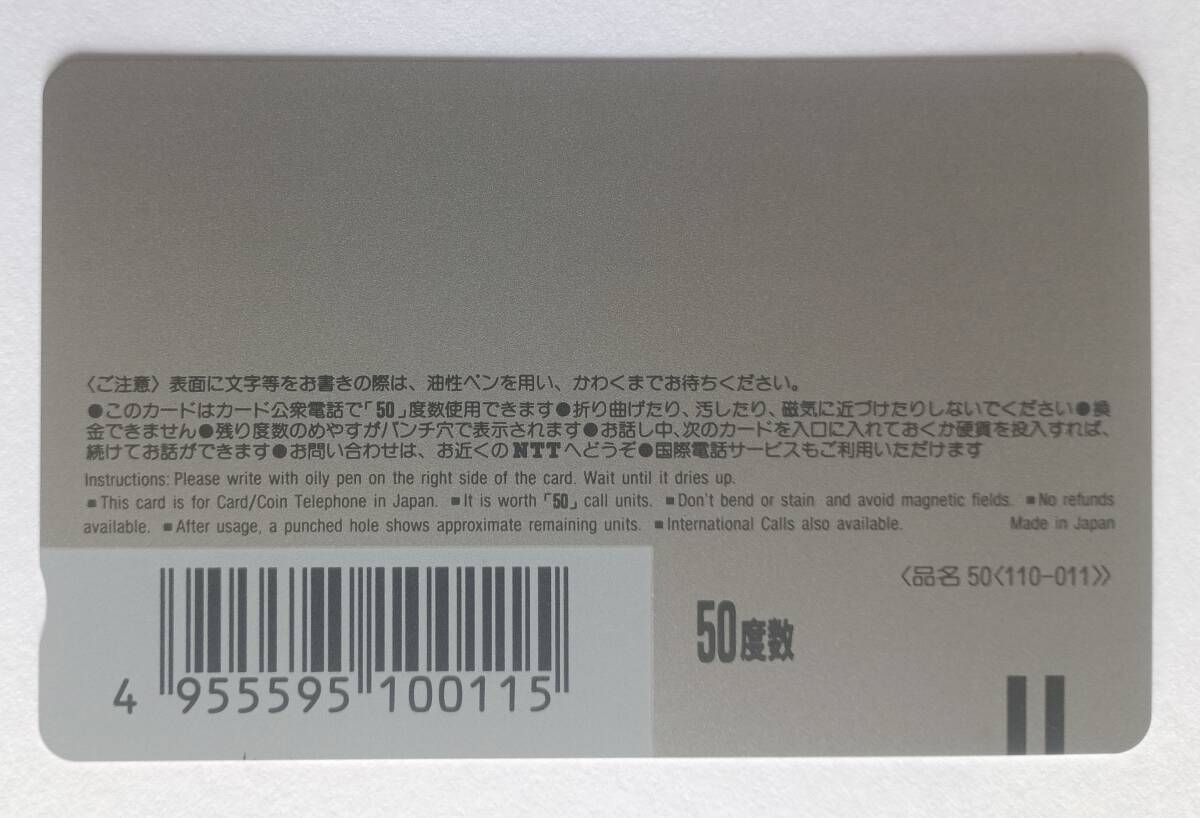 〈ご注意〉表面に文字等をお書きの際は、油性ペンを用い、かわくまでお待ちください。
●このカードはカード公衆電話で「50」度数使用できます●折り曲げたり、汚したり、磁気に近づけたりしないでください●換
金できません●残り度数のめやすがパンチ穴で表示されます●お話し中、次のカードを入口に入れておくか硬貨を投入すれば、
続けてお話ができます●お問い合わせは、お近くのNTTへどうぞ●国際電話サービスもご利用いただけます
Instructions: Please write with oily pen on the right side of the card. Wait until it dries up.
■This card is for Card/Coin Telephone in Japan. ■It is worth「50」call units. ■Don't bend or stain and avoid magnetic fields. ■No refunds
available. ■After usage, a punched hole shows approximate remaining units. ■International Calls also available. Made in Japan
〈品名 50〈110-011〉〉
50度数
4 955595 100115